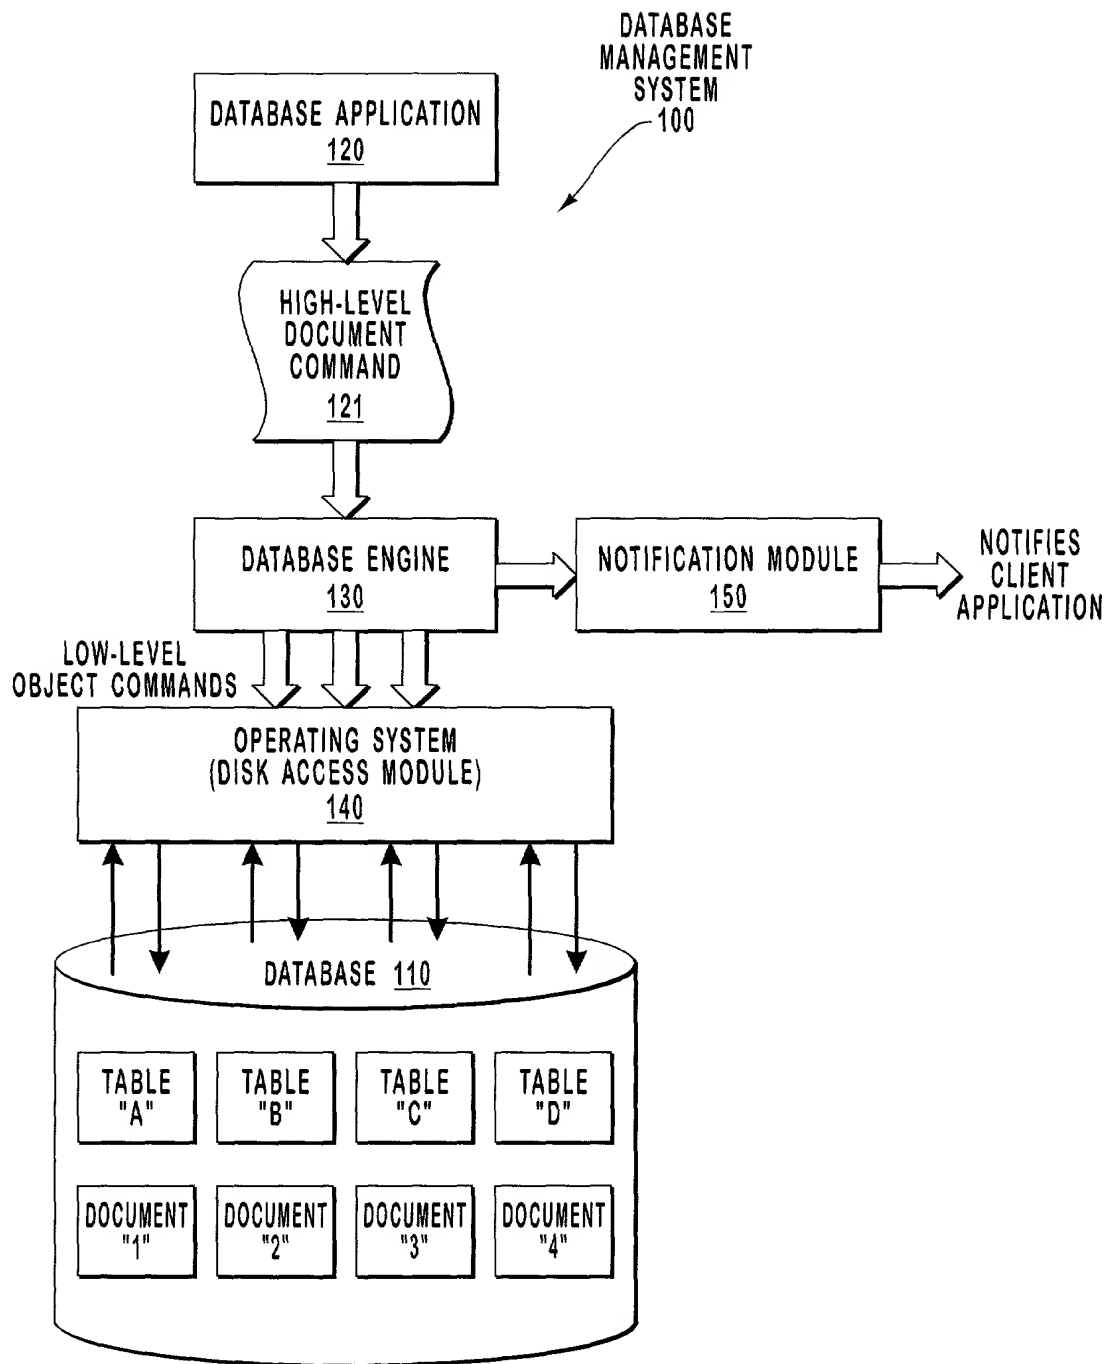 DATABASE
MANAGEMENT
SYSTEM
100
DATABASE APPLICATION
120
HIGH-LEVEL
DOCUMENT
COMMAND
121
DATABASE ENGINE
130
NOTIFICATION MODULE
150
NOTIFIES
CLIENT
APPLICATION
LOW-LEVEL
OBJECT COMMANDS
OPERATING SYSTEM
(DISK ACCESS MODULE)
140
DATABASE 110
TABLE
"A"
TABLE
"B"
TABLE
"C"
TABLE
"D"
DOCUMENT
"1"
DOCUMENT
"2"
DOCUMENT
"3"
DOCUMENT
"4"